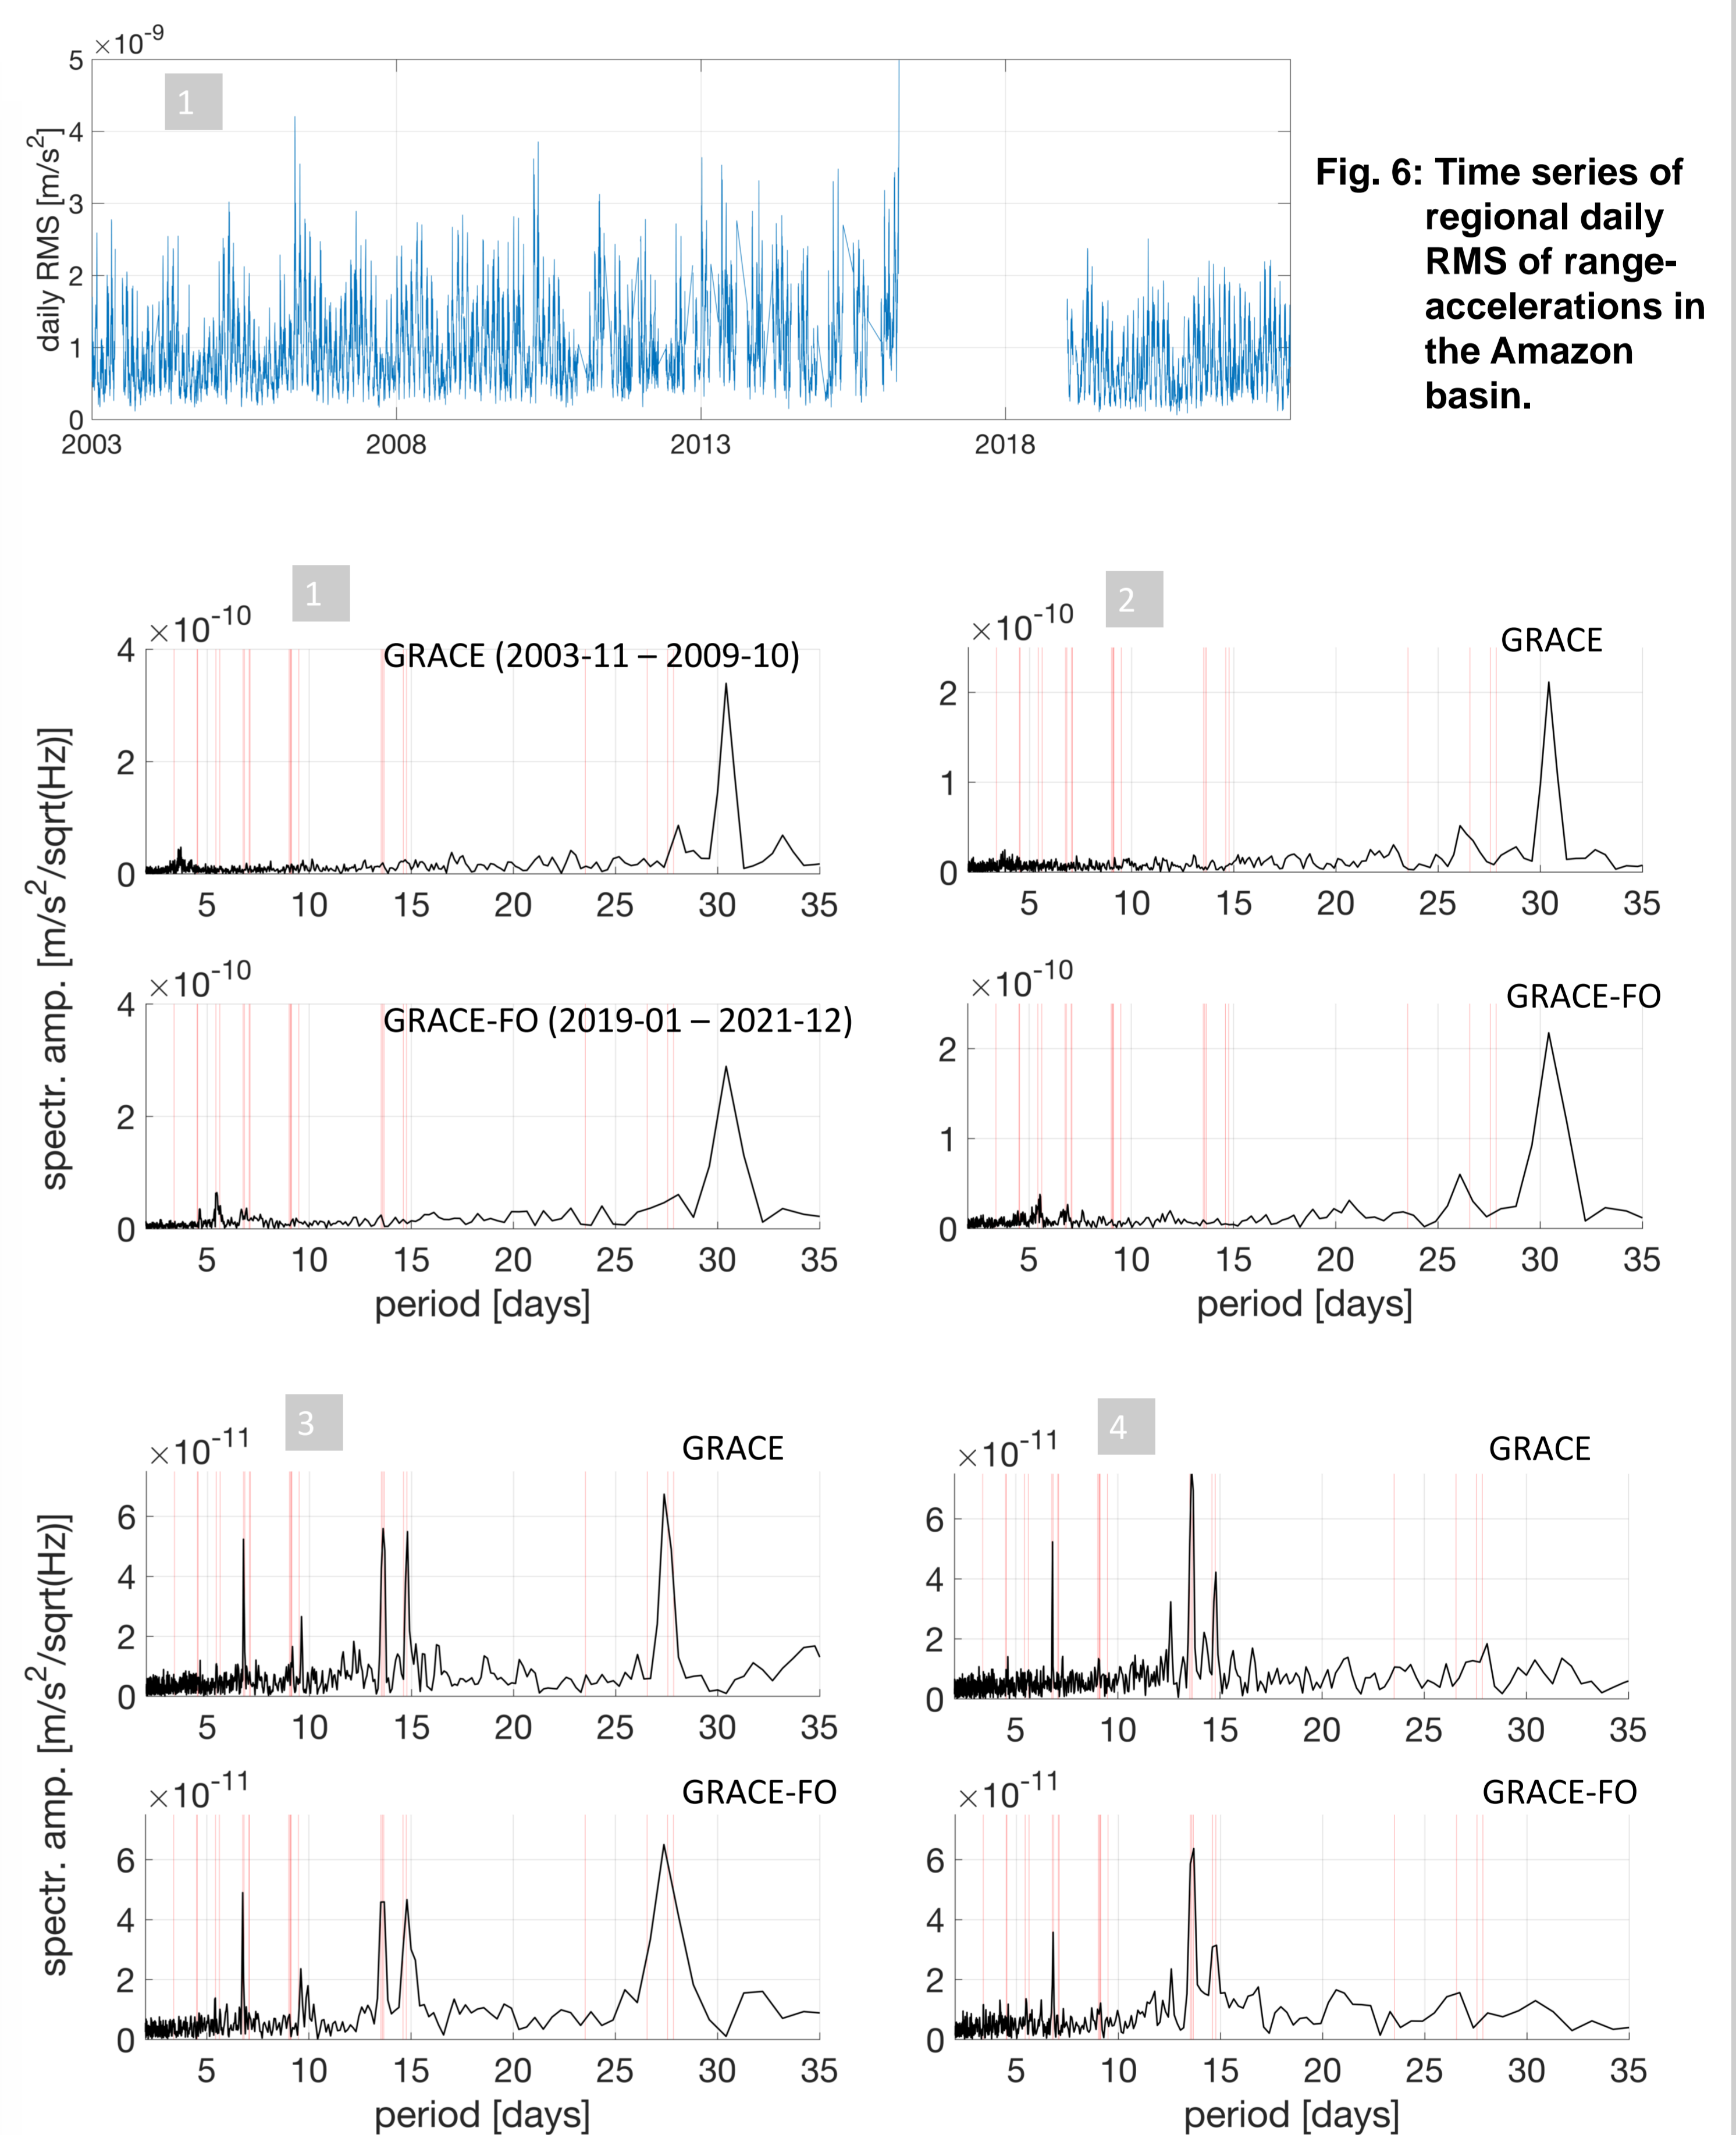 ×10^-9
1
5
4
3
2
1
0
daily RMS [m/s^2]
2003 2008 2013 2018
Fig. 6: Time series of
regional daily
RMS of range-
accelerations in
the Amazon
basin.
1
×10^-10
GRACE (2003-11 – 2009-10)
4
2
0
5 10 15 20 25 30 35
2
×10^-10
GRACE
2
1
0
5 10 15 20 25 30 35
spectr. amp. [m/s^2/sqrt(Hz)]
×10^-10
GRACE-FO (2019-01 – 2021-12)
4
2
0
5 10 15 20 25 30 35
period [days]
×10^-10
GRACE-FO
2
1
0
5 10 15 20 25 30 35
period [days]
3
×10^-11
GRACE
6
4
2
0
5 10 15 20 25 30 35
4
×10^-11
GRACE
6
4
2
0
5 10 15 20 25 30 35
spectr. amp. [m/s^2/sqrt(Hz)]
×10^-11
GRACE-FO
6
4
2
0
5 10 15 20 25 30 35
period [days]
×10^-11
GRACE-FO
6
4
2
0
5 10 15 20 25 30 35
period [days]